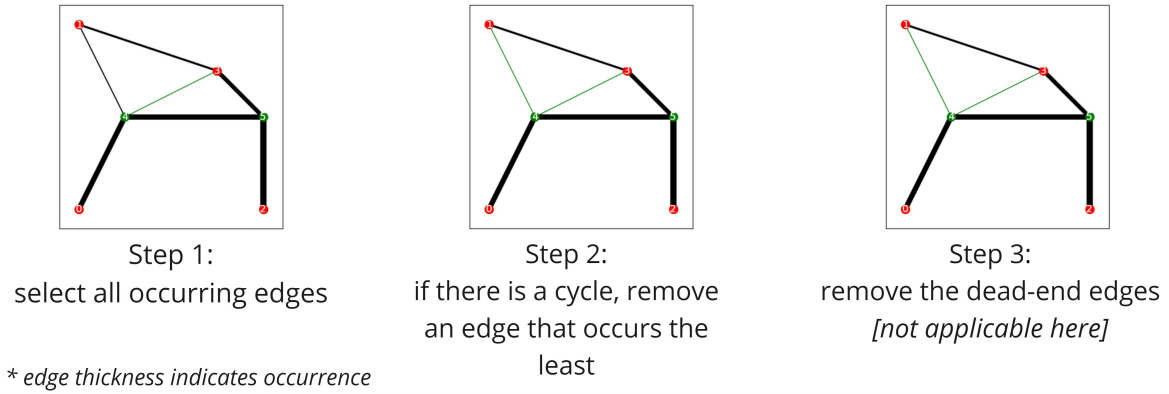 1
3
4
5
0
2
1
3
4
5
0
2
1
3
4
5
0
2
Step 1:
select all occurring edges
* edge thickness indicates occurrence
Step 2:
if there is a cycle, remove
an edge that occurs the
least
Step 3:
remove the dead-end edges
[not applicable here]